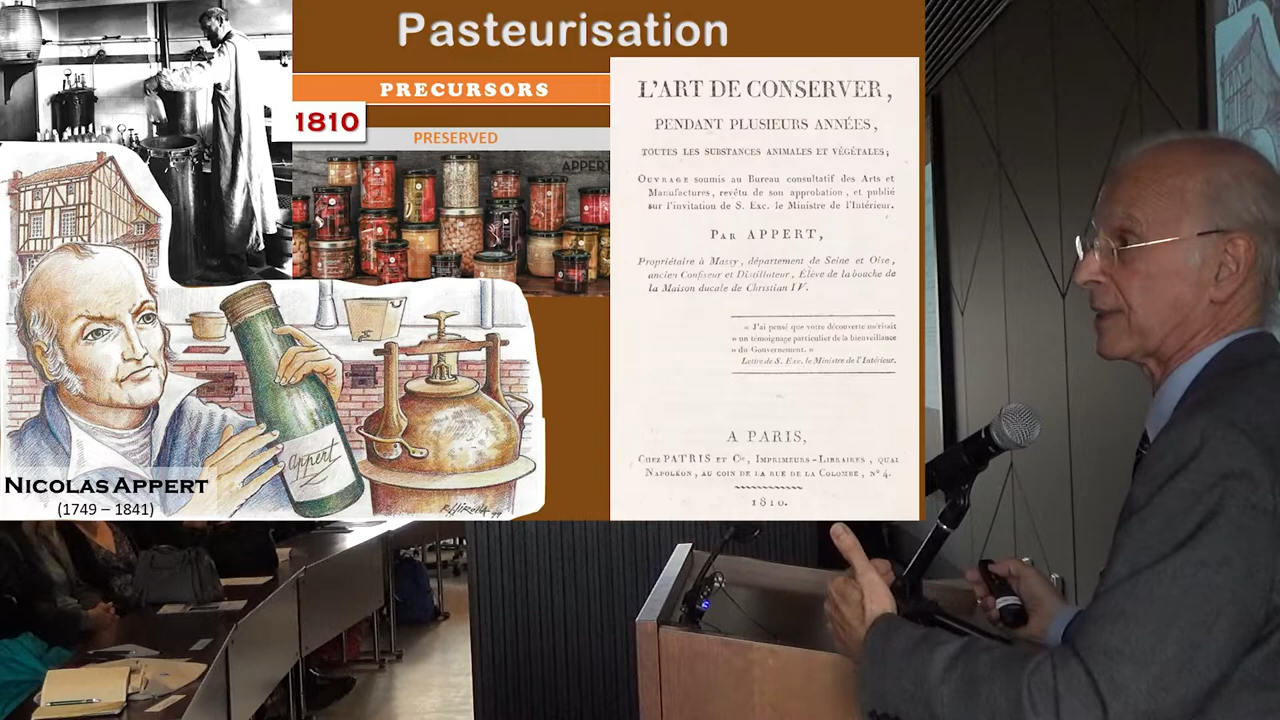 Pasteurisation
PRECURSORS
1810
PRESERVED
APPERT
NICOLAS APPERT
(1749 – 1841)
appert
L'ART DE CONSERVER,
PENDANT PLUSIEURS ANNÉES,
TOUTES LES SUBSTANCES ANIMALES ET VÉGÉTALES;
OUVRAGE soumis au Bureau consultatif des Arts et
Manufactures, revêtu de son approbation, et publié
sur l'invitation de S. Exc. le Ministre de l'Intérieur.
PAR APPERT,
Propriétaire à Massy, département de Seine et Oise,
ancien Confiseur et Distillateur, Élève de la bouche de
la Maison ducale de Christian IV.
« J'ai pensé que votre découverte méritait
» un témoignage particulier de la bienveillance
» du Gouvernement. »
Lettre de S. Exc. le Ministre de l'Intérieur.
A PARIS,
Chez PATRIS ET Cie, IMPRIMEURS-LIBRAIRES, QUAI
NAPOLÉON, AU COIN DE LA RUE DE LA COLOMBE, N° 4.
1810.